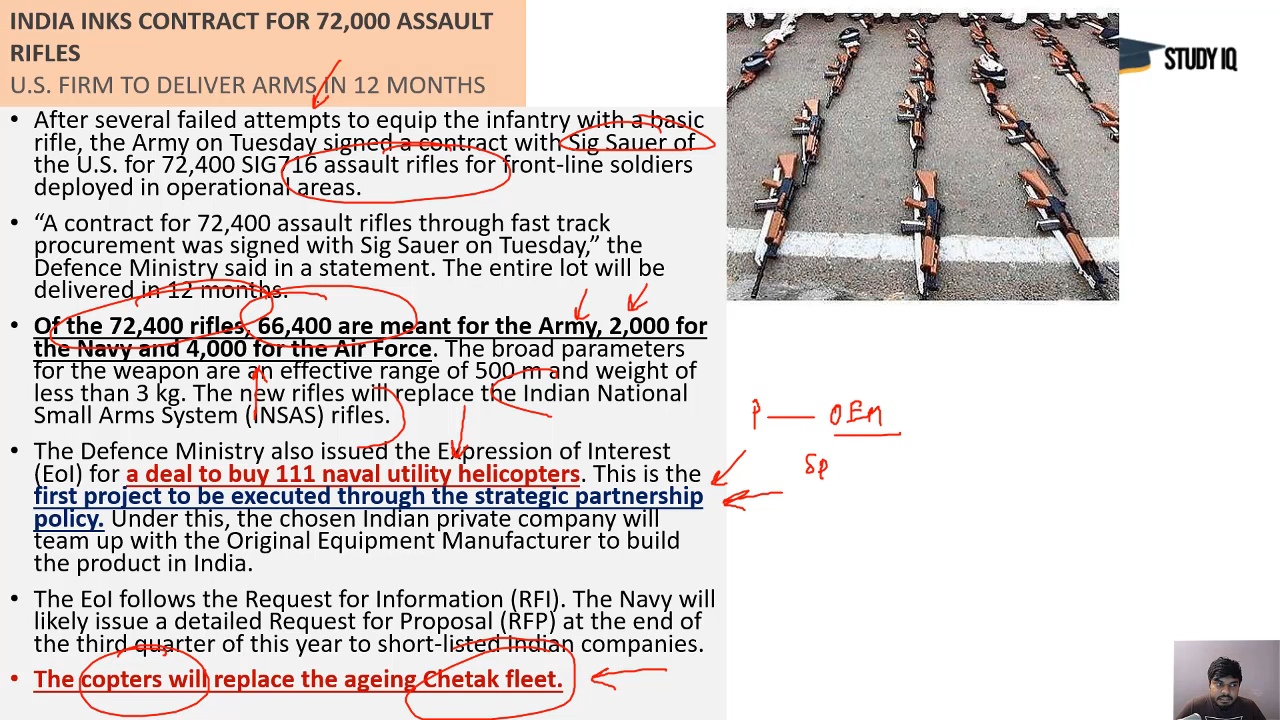 INDIA INKS CONTRACT FOR 72,000 ASSAULT
RIFLES
U.S. FIRM TO DELIVER ARMS IN 12 MONTHS
STUDY IQ
• After several failed attempts to equip the infantry with a basic
rifle, the Army on Tuesday signed a contract with Sig Sauer of
the U.S. for 72,400 SIG716 assault rifles for front-line soldiers
deployed in operational areas.
• “A contract for 72,400 assault rifles through fast track
procurement was signed with Sig Sauer on Tuesday,” the
Defence Ministry said in a statement. The entire lot will be
delivered in 12 months.
• Of the 72,400 rifles, 66,400 are meant for the Army, 2,000 for
the Navy and 4,000 for the Air Force. The broad parameters
for the weapon are an effective range of 500 m and weight of
less than 3 kg. The new rifles will replace the Indian National
Small Arms System (INSAS) rifles.
• The Defence Ministry also issued the Expression of Interest
(EoI) for a deal to buy 111 naval utility helicopters. This is the
first project to be executed through the strategic partnership
policy. Under this, the chosen Indian private company will
team up with the Original Equipment Manufacturer to build
the product in India.
• The EoI follows the Request for Information (RFI). The Navy will
likely issue a detailed Request for Proposal (RFP) at the end of
the third quarter of this year to short-listed Indian companies.
• The copters will replace the ageing Chetak fleet.
P — OEM
SP